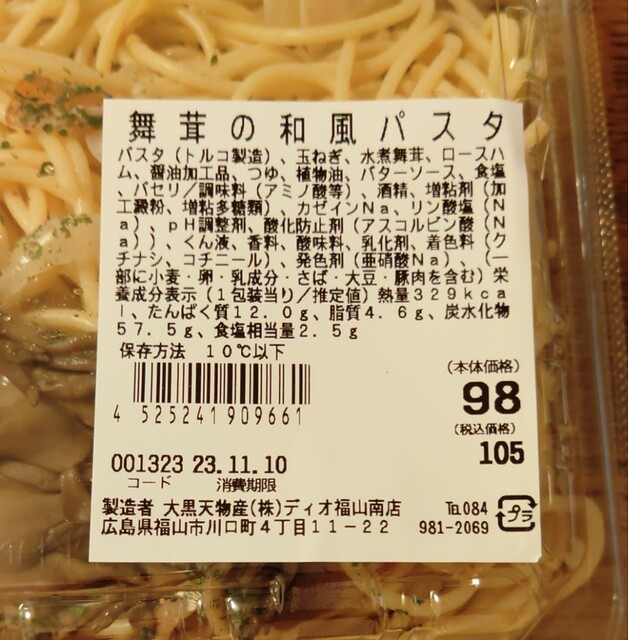 舞茸の和風パスタ
パスタ（トルコ製造）、玉ねぎ、水煮舞茸、ロースハ
ム、醤油加工品、つゆ、植物油、バターソース、食塩
、パセリ／調味料（アミノ酸等）、酒精、増粘剤（加
工澱粉、増粘多糖類）、カゼインNa、リン酸塩（N
a）、pH調整剤、酸化防止剤（アスコルビン酸（N
a））、くん液、香料、酸味料、乳化剤、着色料（ク
チナシ、コチニール）、発色剤（亜硝酸Na）、（一
部に小麦・卵・乳成分・さば・大豆・豚肉を含む）栄
養成分表示（1包装当り／推定値）熱量329kca
l、たんぱく質12.0g、脂質4.6g、炭水化物
57.5g、食塩相当量2.5g
保存方法 10℃以下
(本体価格)
98
4 525241 909661
(税込価格)
105
001323 23.11.10
コード 消費期限
製造者 大黒天物産(株)ディオ福山南店 ℡084
広島県福山市川口町4丁目11-22 981-2069
プラ